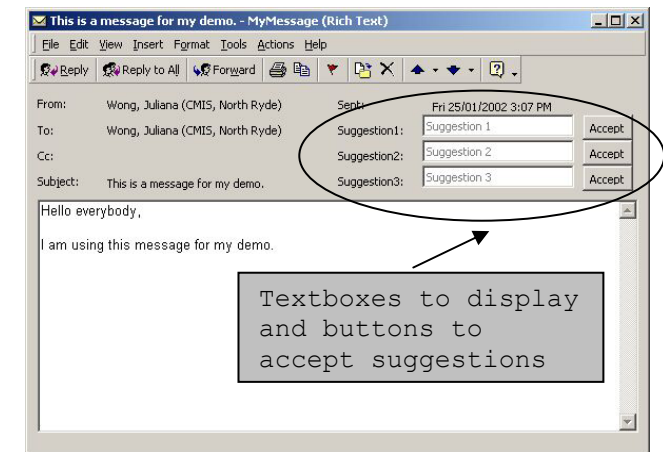 This is a message for my demo. - MyMessage (Rich Text)
File Edit View Insert Format Tools Actions Help
Reply Reply to All Forward
From: Wong, Juliana (CMIS, North Ryde) Sent: Fri 25/01/2002 3:07 PM
To: Wong, Juliana (CMIS, North Ryde) Suggestion1: Suggestion 1 Accept
Cc: Suggestion2: Suggestion 2 Accept
Subject: This is a message for my demo. Suggestion3: Suggestion 3 Accept
Hello everybody,
I am using this message for my demo.
Textboxes to display
and buttons to
accept suggestions